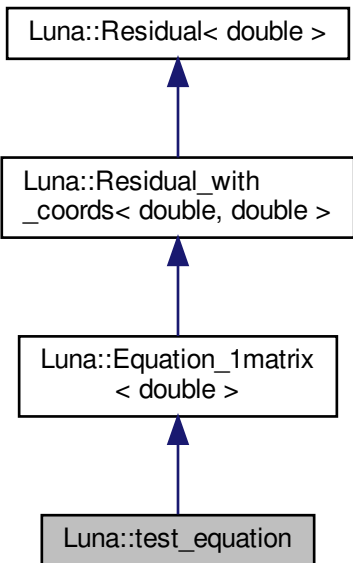 Luna::Residual< double >
Luna::Residual_with
_coords< double, double >
Luna::Equation_1matrix
< double >
Luna::test_equation